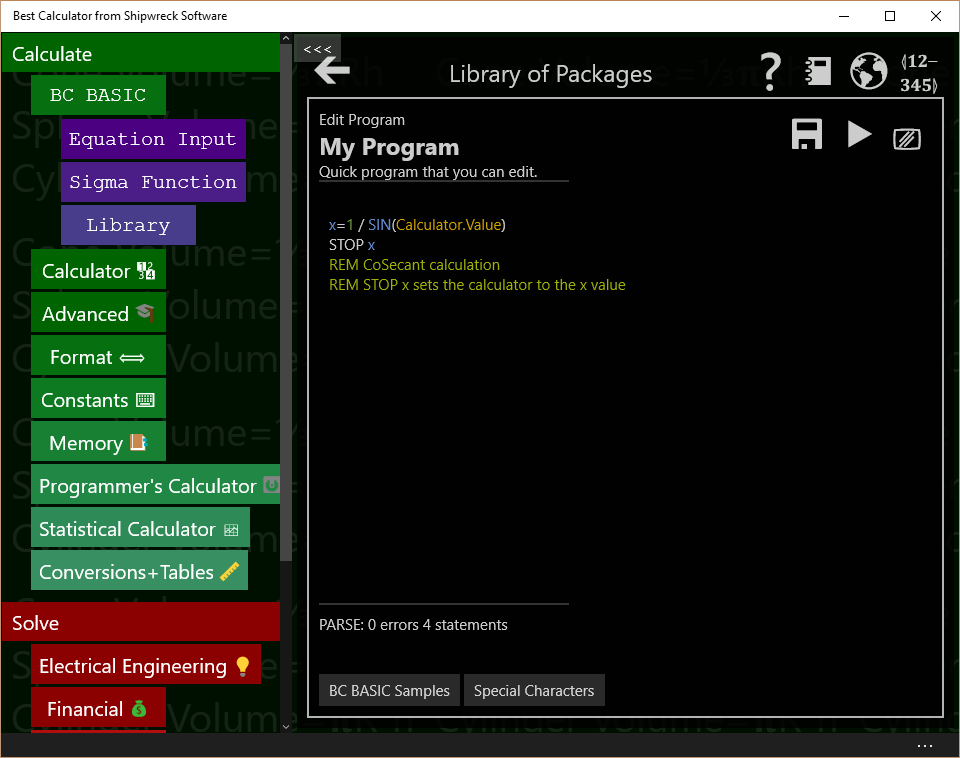 Best Calculator from Shipwreck Software
Calculate
BC BASIC
Equation Input
Sigma Function
Library
Calculator
Advanced
Format
Constants
Memory
Programmer's Calculator
Statistical Calculator
Conversions+Tables
Solve
Electrical Engineering
Financial
<<<
Library of Packages
12–
345
Edit Program
My Program
Quick program that you can edit.
x=1 / SIN(Calculator.Value)
STOP x
REM CoSecant calculation
REM STOP x sets the calculator to the x value
PARSE: 0 errors 4 statements
BC BASIC Samples
Special Characters